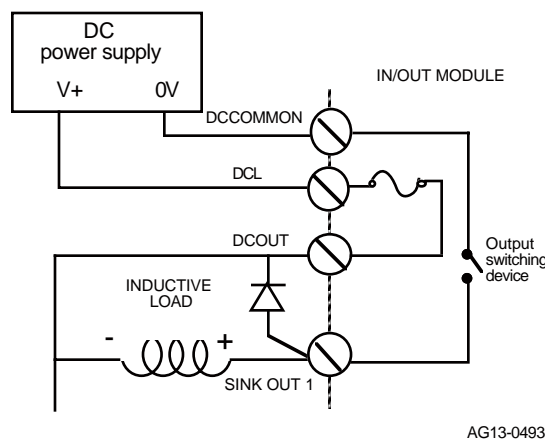 DC
power supply
V+ 0V
IN/OUT MODULE
DCCOMMON
DCL
DCOUT
Output
switching
device
INDUCTIVE
LOAD
- +
SINK OUT 1
AG13-0493